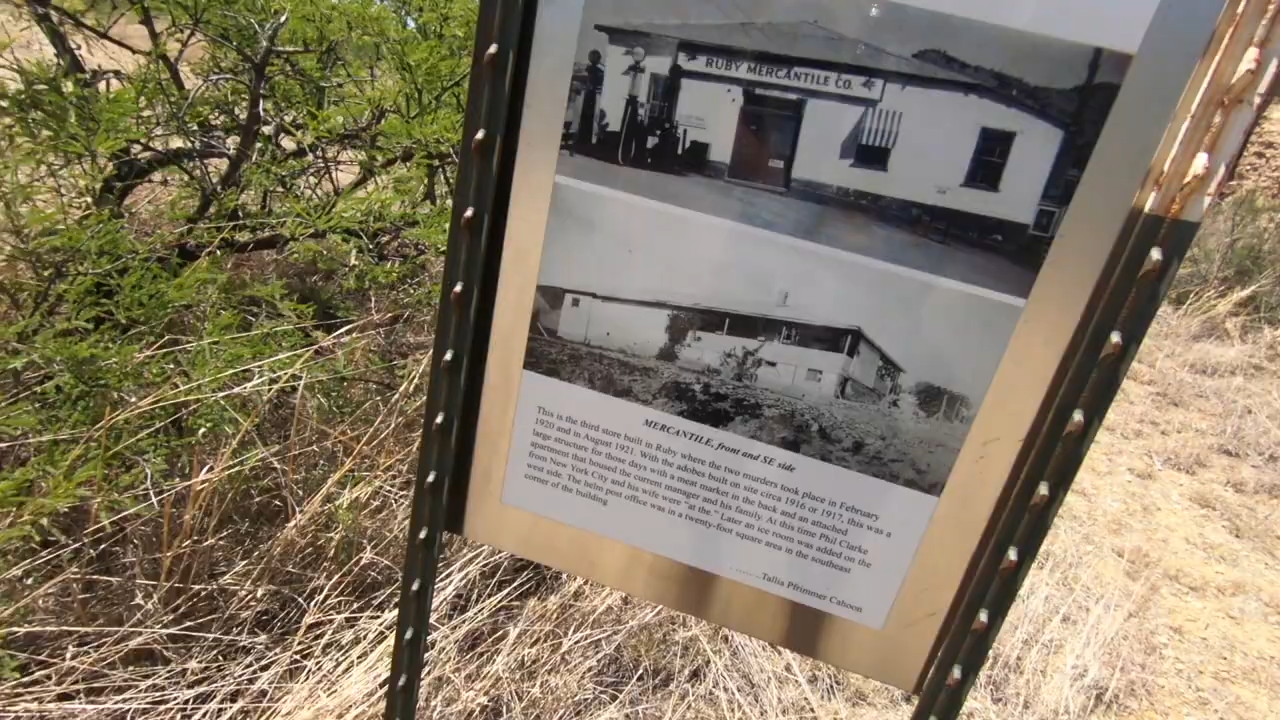 RUBY MERCANTILE CO.
MERCANTILE, front and SE side
This is the third store built in Ruby where the two murders took place in February
1920 and in August 1921. With the adobes built on site circa 1916 or 1917, this was a
large structure for those days with a meat market in the back and an attached
apartment that housed the current manager and his family. At this time Phil Clarke
from New York City and his wife were "at the." Later an ice room was added on the
west side. The helm post office was in a twenty-foot square area in the southeast
corner of the building
.......Tallia Pfrimmer Cahoon